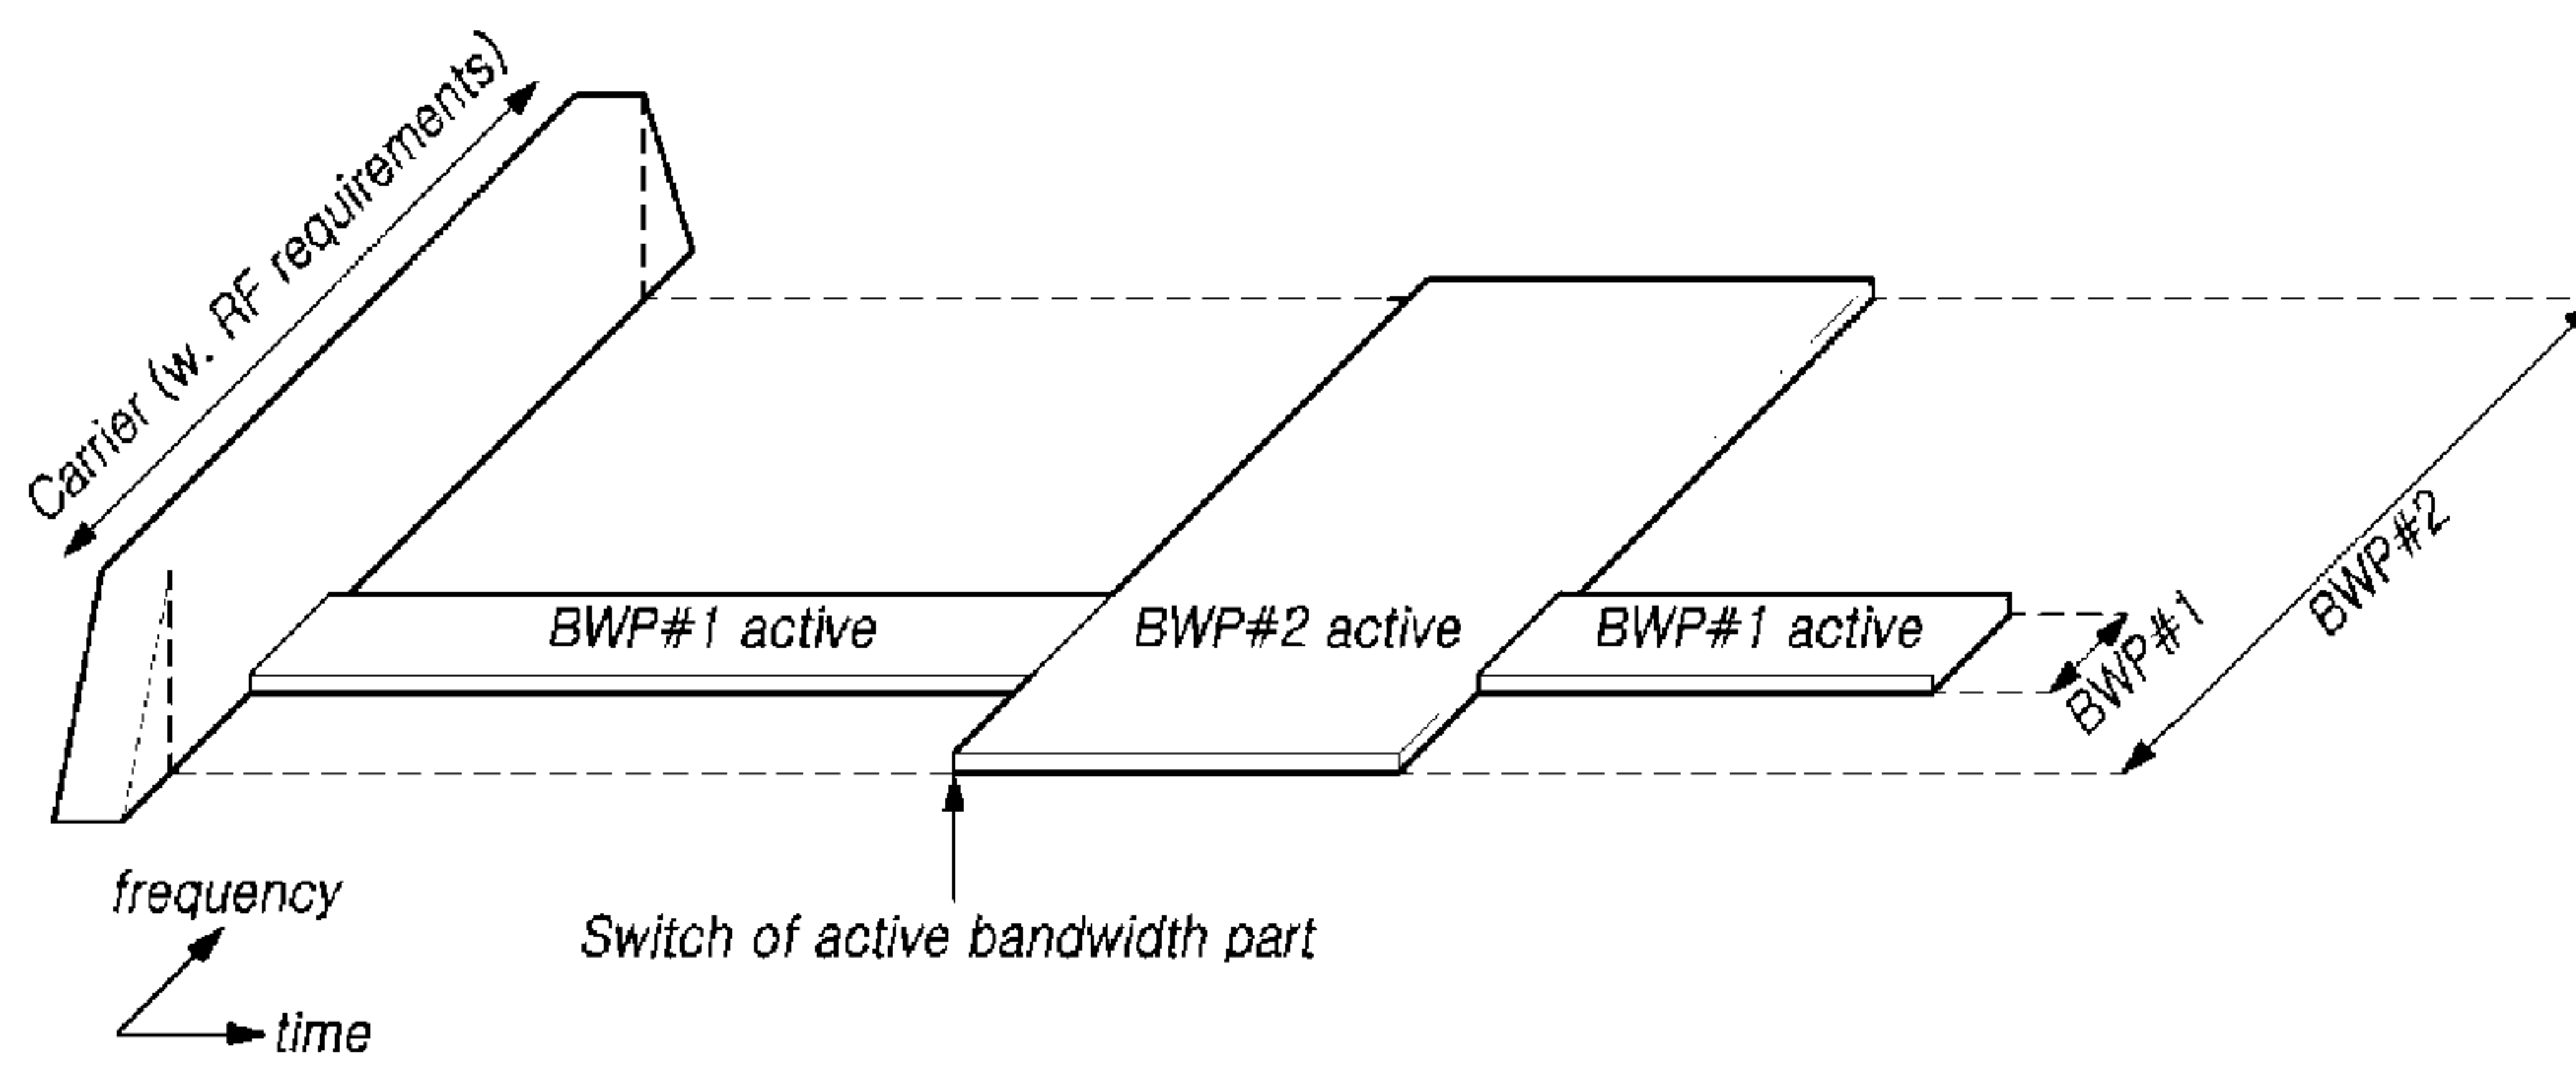 Carrier (w. RF requirements)
BWP#1 active
BWP#2 active
BWP#1 active
BWP#1
BWP#2
frequency
Switch of active bandwidth part
time